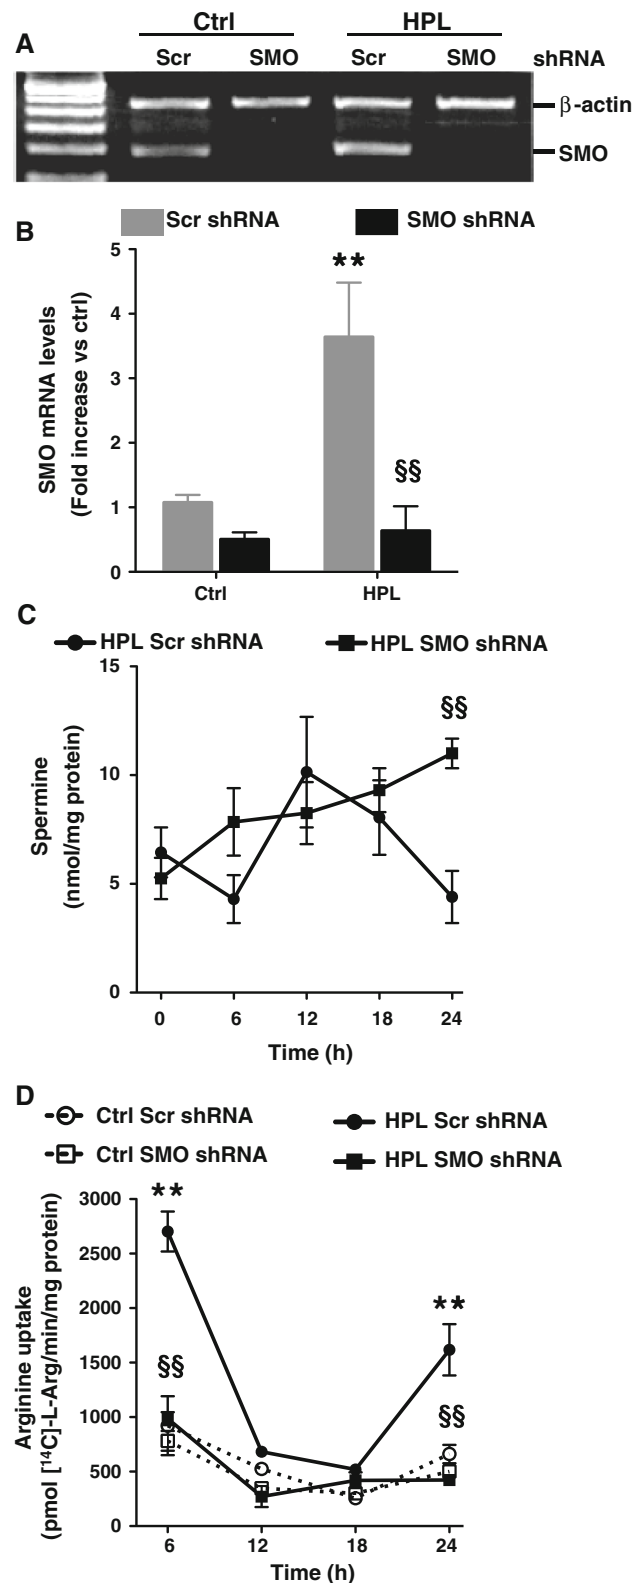 A
Ctrl HPL
Scr SMO Scr SMO shRNA
β-actin
SMO
B
Scr shRNA SMO shRNA
SMO mRNA levels
(Fold increase vs ctrl)
5
4
3
2
1
0
**
§§
Ctrl HPL
C
HPL Scr shRNA HPL SMO shRNA
Spermine
(nmol/mg protein)
15
10
5
0
§§
0 6 12 18 24
Time (h)
D
Ctrl Scr shRNA HPL Scr shRNA
Ctrl SMO shRNA HPL SMO shRNA
Arginine uptake
(pmol [¹⁴C]-L-Arg/min/mg protein)
3000
2500
2000
1500
1000
500
0
**
**
§§
§§
6 12 18 24
Time (h)